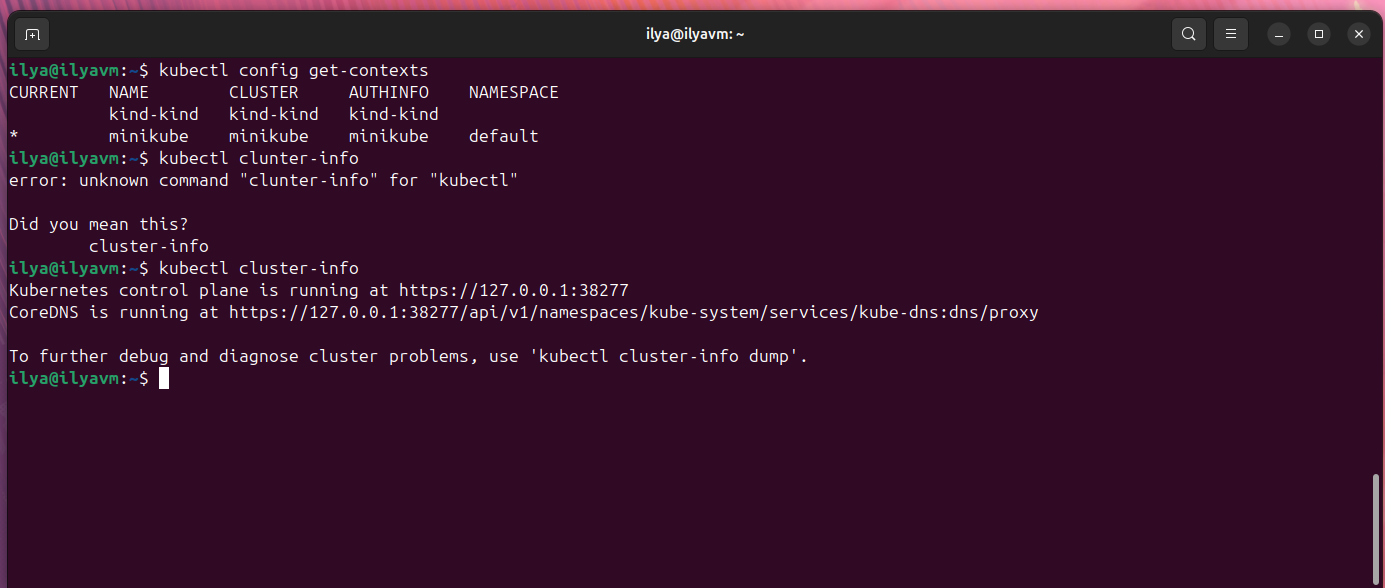 ilya@ilyavm: ~
ilya@ilyavm:~$ kubectl config get-contexts
CURRENT   NAME        CLUSTER     AUTHINFO    NAMESPACE
          kind-kind   kind-kind   kind-kind
*         minikube    minikube    minikube    default
ilya@ilyavm:~$ kubectl clunter-info
error: unknown command "clunter-info" for "kubectl"
Did you mean this?
        cluster-info
ilya@ilyavm:~$ kubectl cluster-info
Kubernetes control plane is running at https://127.0.0.1:38277
CoreDNS is running at https://127.0.0.1:38277/api/v1/namespaces/kube-system/services/kube-dns:dns/proxy
To further debug and diagnose cluster problems, use 'kubectl cluster-info dump'.
ilya@ilyavm:~$